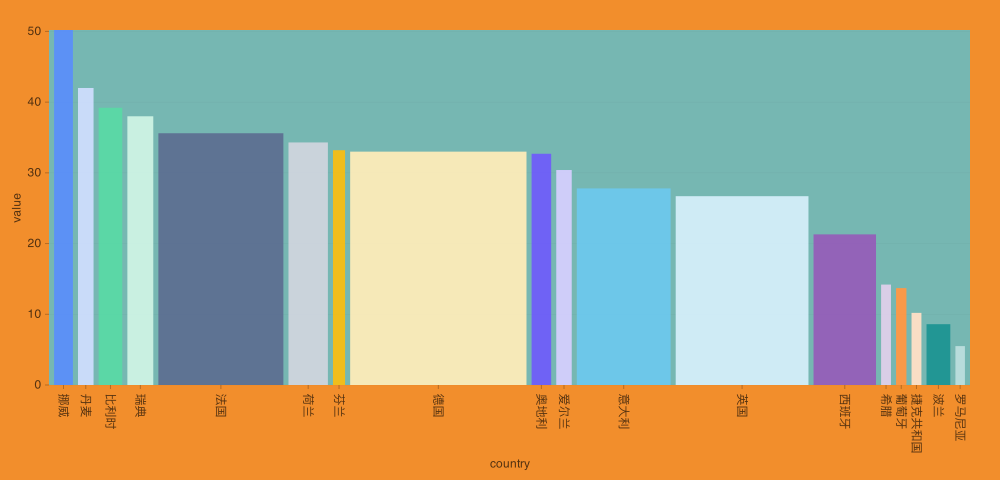 50
40
30
20
10
0
value
挪威
丹麦
比利时
瑞典
法国
荷兰
芬兰
德国
奥地利
爱尔兰
意大利
英国
西班牙
希腊
葡萄牙
捷克共和国
波兰
罗马尼亚
country